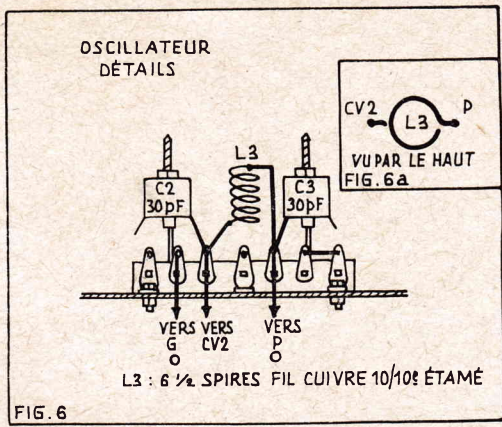 OSCILLATEUR
DÉTAILS
CV2
L3
P
VU PAR LE HAUT
FIG. 6a
L3
C2
30pF
C3
30pF
VERS
G
O
VERS
CV2
VERS
P
O
L3 : 6 ½ SPIRES FIL CUIVRE 10/10e ÉTAMÉ
FIG. 6